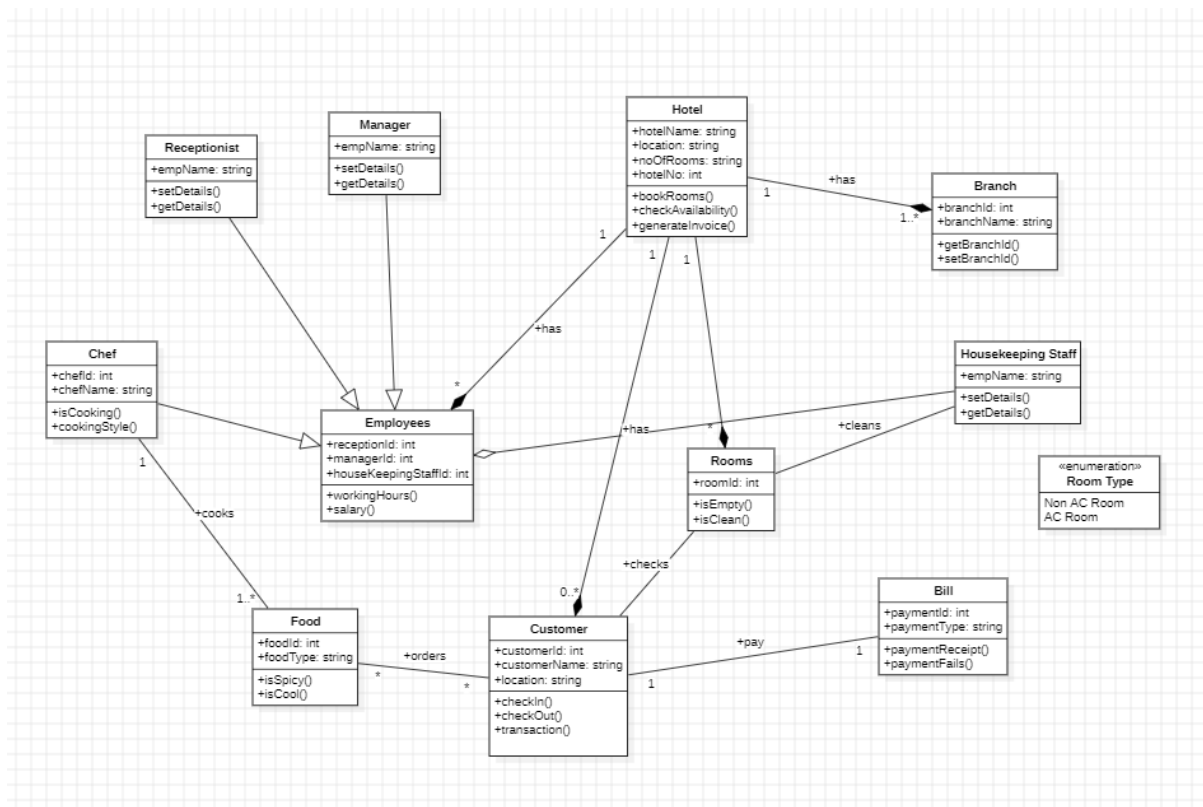 Hotel
+hotelName: string
+location: string
+noOfRooms: string
+hotelNo: int
+bookRooms()
+checkAvailability()
+generateInvoice()
Manager
+empName: string
+setDetails()
+getDetails()
Receptionist
+empName: string
+setDetails()
+getDetails()
+has
1
1..*
Branch
+branchId: int
+branchName: string
+getBranchId()
+setBranchId()
1
1
1
+has
*
*
0..*
Chef
+chefId: int
+chefName: string
+isCooking()
+cookingStyle()
Housekeeping Staff
+empName: string
+setDetails()
+getDetails()
Employees
+receptionId: int
+managerId: int
+houseKeepingStaffId: int
+workingHours()
+salary()
+has
+cleans
Rooms
+roomId: int
+isEmpty()
+isClean()
«enumeration»
Room Type
Non AC Room
AC Room
1
+cooks
1..*
+checks
Food
+foodId: int
+foodType: string
+isSpicy()
+isCool()
+orders
*
*
Customer
+customerId: int
+customerName: string
+location: string
+checkIn()
+checkOut()
+transaction()
+pay
1
1
Bill
+paymentId: int
+paymentType: string
+paymentReceipt()
+paymentFails()